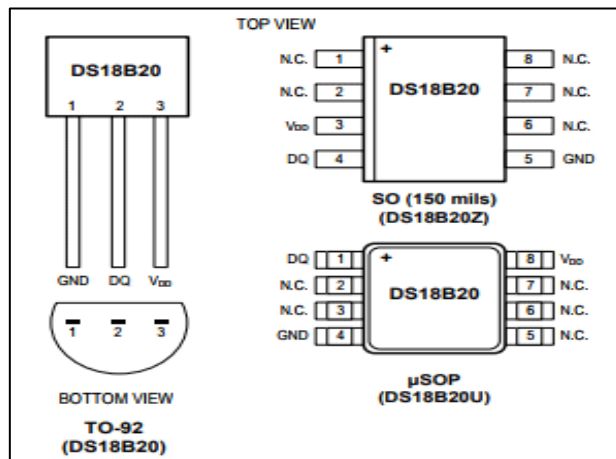 DS18B20
1 2 3
GND DQ VDD
1 2 3
BOTTOM VIEW
TO-92
(DS18B20)
TOP VIEW
N.C. 1 + 8 N.C.
N.C. 2 DS18B20 7 N.C.
VDD 3 6 N.C.
DQ 4 5 GND
SO (150 mils)
(DS18B20Z)
DQ 1 + 8 VDD
N.C. 2 DS18B20 7 N.C.
N.C. 3 6 N.C.
GND 4 5 N.C.
µSOP
(DS18B20U)